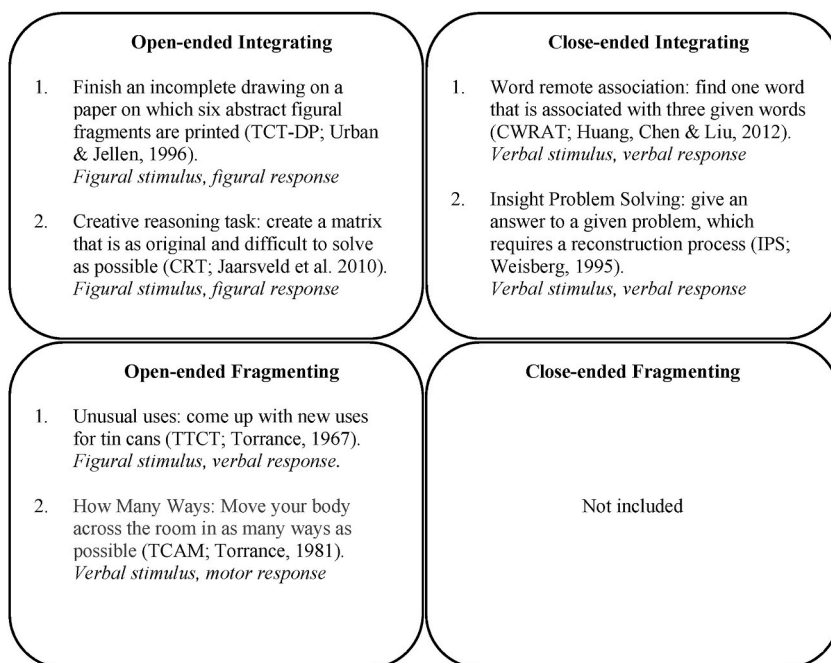 Open-ended Integrating
1. Finish an incomplete drawing on a
paper on which six abstract figural
fragments are printed (TCT-DP; Urban
& Jellen, 1996).
Figural stimulus, figural response
2. Creative reasoning task: create a matrix
that is as original and difficult to solve
as possible (CRT; Jaarsveld et al. 2010).
Figural stimulus, figural response
Close-ended Integrating
1. Word remote association: find one word
that is associated with three given words
(CWRAT; Huang, Chen & Liu, 2012).
Verbal stimulus, verbal response
2. Insight Problem Solving: give an
answer to a given problem, which
requires a reconstruction process (IPS;
Weisberg, 1995).
Verbal stimulus, verbal response
Open-ended Fragmenting
1. Unusual uses: come up with new uses
for tin cans (TTCT; Torrance, 1967).
Figural stimulus, verbal response.
2. How Many Ways: Move your body
across the room in as many ways as
possible (TCAM; Torrance, 1981).
Verbal stimulus, motor response
Close-ended Fragmenting
Not included